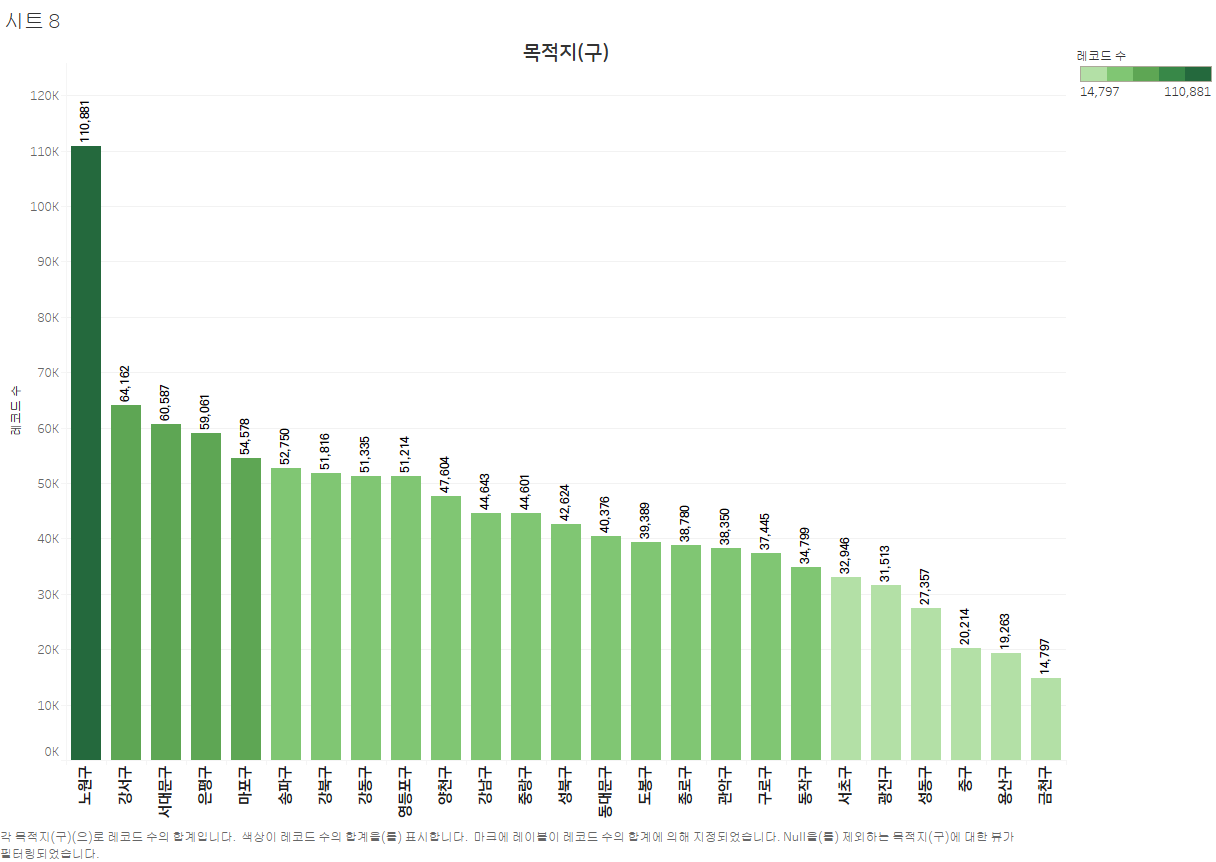 시트 8
목적지(구)
레코드 수
14,797 110,881
레코드 수
120K
110K
100K
90K
80K
70K
60K
50K
40K
30K
20K
10K
0K
110,881
64,162
60,587
59,061
54,578
52,750
51,816
51,335
51,214
47,604
44,643
44,601
42,624
40,376
39,389
38,780
38,350
37,445
34,799
32,946
31,513
27,357
20,214
19,263
14,797
노원구
강서구
서대문구
은평구
마포구
송파구
강북구
강동구
영등포구
양천구
강남구
중랑구
성북구
동대문구
도봉구
종로구
관악구
구로구
동작구
서초구
광진구
성동구
중구
용산구
금천구
각 목적지(구)(으)로 레코드 수의 합계입니다. 색상이 레코드 수의 합계을(를) 표시합니다. 마크에 레이블이 레코드 수의 합계에 의해 지정되었습니다. Null을(를) 제외하는 목적지(구)에 대한 뷰가
필터링되었습니다.